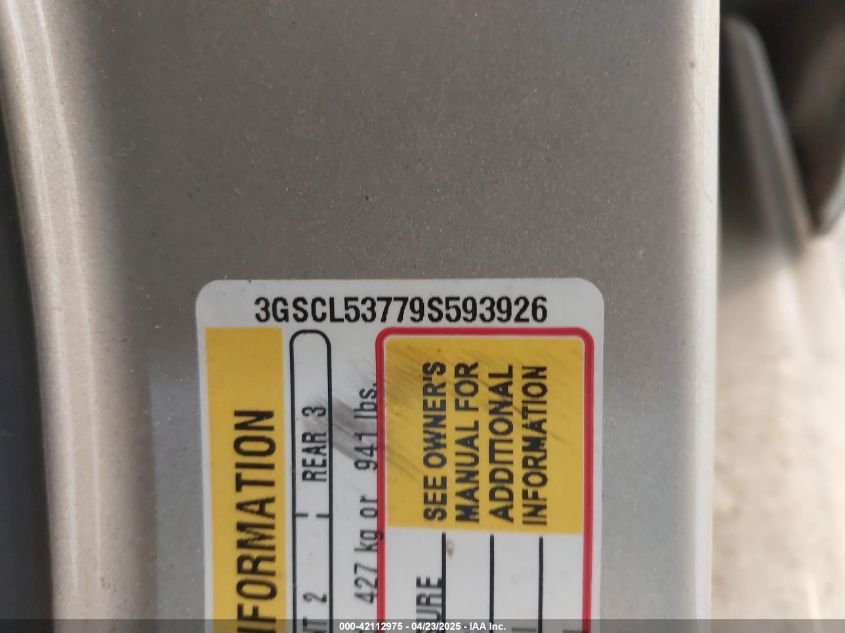 3GSCL53779S593926
INFORMATION
2
REAR 3
427 kg or 941 lbs.
SEE OWNER'S
MANUAL FOR
ADDITIONAL
INFORMATION
000-42112975 - 04/23/2025 - IAA Inc.